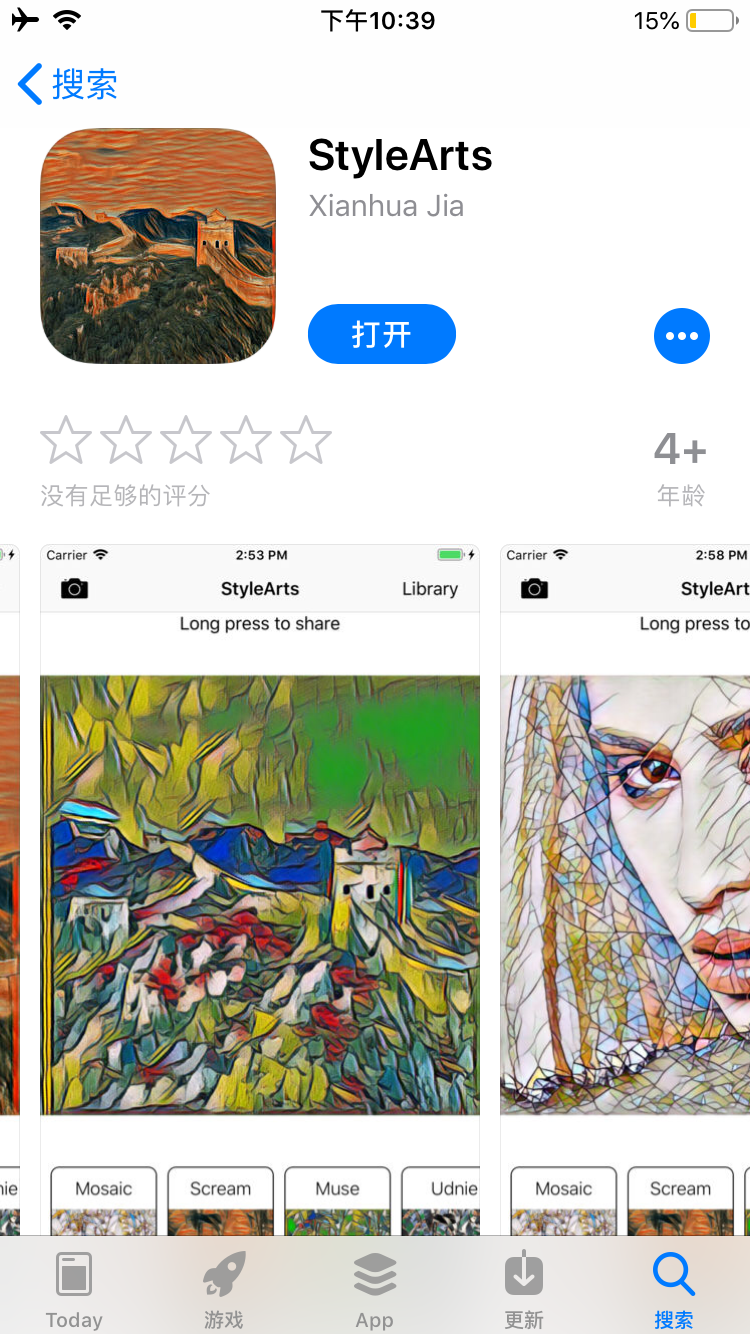 下午10:39
15%
搜索
StyleArts
Xianhua Jia
打开
没有足够的评分
4+
年龄
Carrier
2:53 PM
StyleArts
Library
Long press to share
Mosaic
Scream
Muse
Udnie
Carrier
2:58 PM
StyleArt
Long press to
Mosaic
Scream
nie
Today
游戏
App
更新
搜索